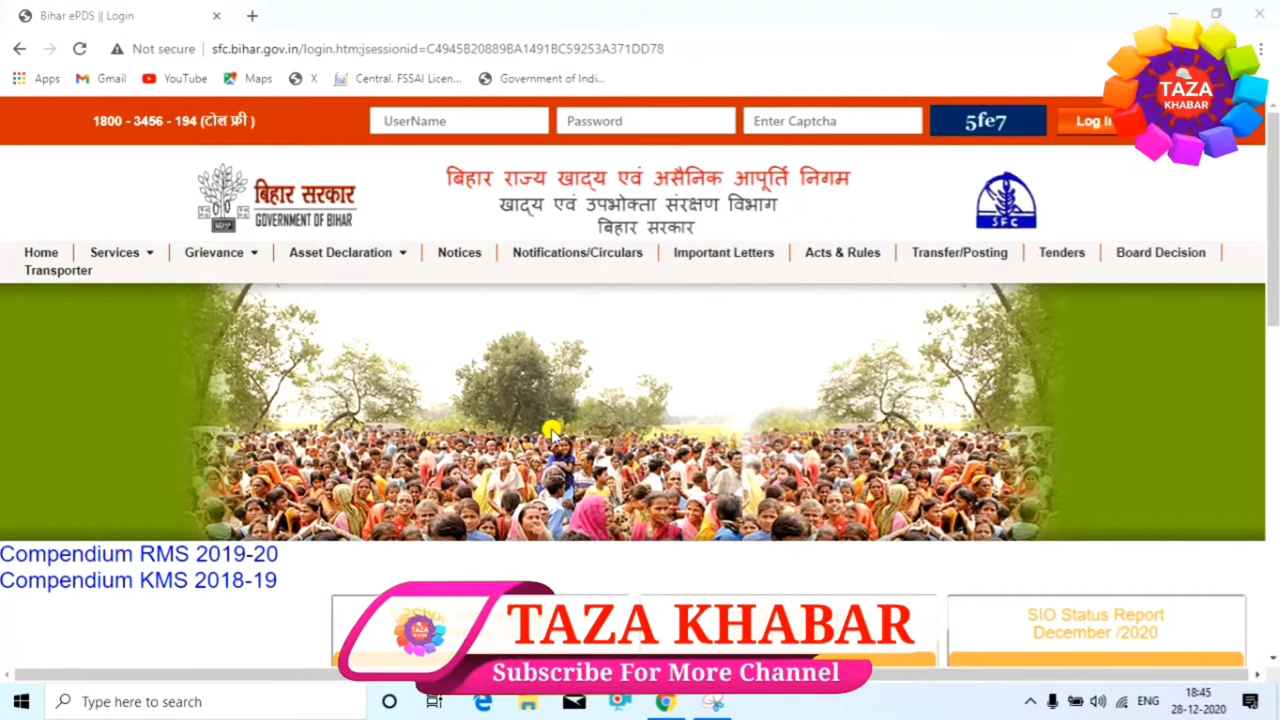 Bihar ePDS || Login
Not secure
sfc.bihar.gov.in/login.htm;jsessionid=C4945B20889BA1491BC59253A371DD78
Apps
Gmail
YouTube
Maps
X
Central. FSSAI Licen...
Government of Indi...
TAZA
KHABAR
1800 - 3456 - 194 (टोल फ्री )
UserName
Password
Enter Captcha
5fe7
Log In
बिहार सरकार
GOVERNMENT OF BIHAR
बिहार राज्य खाद्य एवं असैनिक आपूर्ति निगम
खाद्य एवं उपभोक्ता संरक्षण विभाग
बिहार सरकार
SFC
Home
Services
Grievance
Asset Declaration
Notices
Notifications/Circulars
Important Letters
Acts & Rules
Transfer/Posting
Tenders
Board Decision
Transporter
Compendium RMS 2019-20
Compendium KMS 2018-19
SIO Status Report
December /2020
TAZA
KHABAR
TAZA KHABAR
Subscribe For More Channel
Type here to search
ENG
18:45
28-12-2020